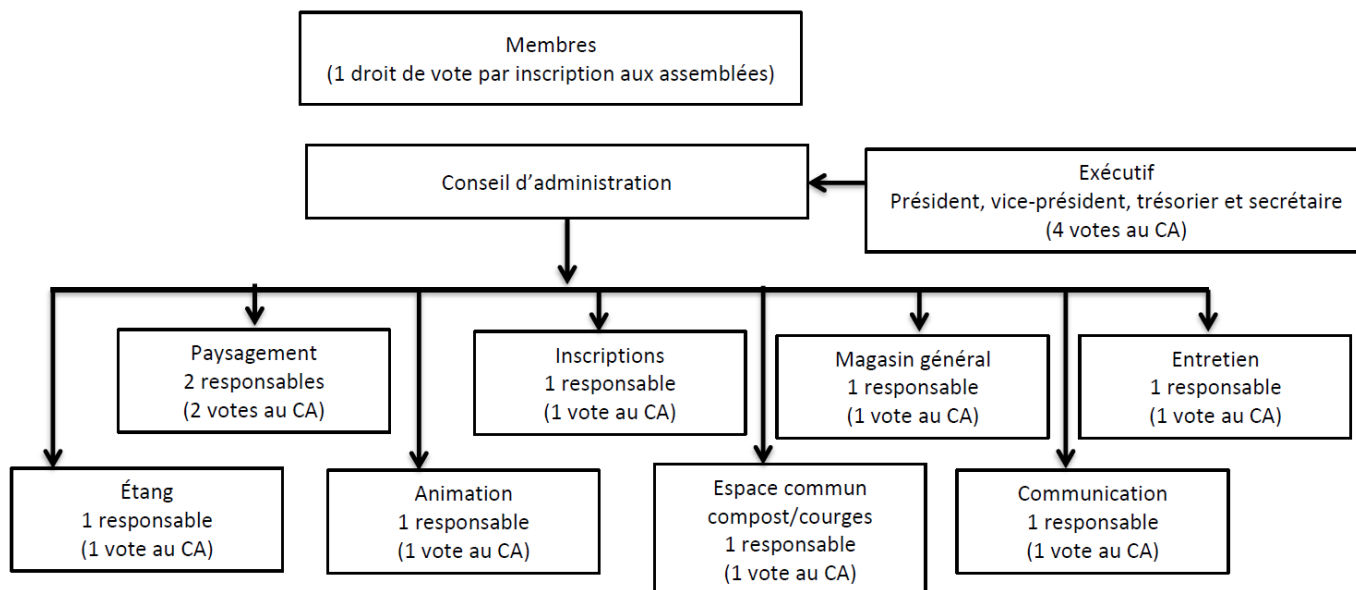 Membres
(1 droit de vote par inscription aux assemblées)
Conseil d’administration
Exécutif
Président, vice-président, trésorier et secrétaire
(4 votes au CA)
Paysagement
2 responsables
(2 votes au CA)
Inscriptions
1 responsable
(1 vote au CA)
Magasin général
1 responsable
(1 vote au CA)
Entretien
1 responsable
(1 vote au CA)
Étang
1 responsable
(1 vote au CA)
Animation
1 responsable
(1 vote au CA)
Espace commun
compost/courges
1 responsable
(1 vote au CA)
Communication
1 responsable
(1 vote au CA)